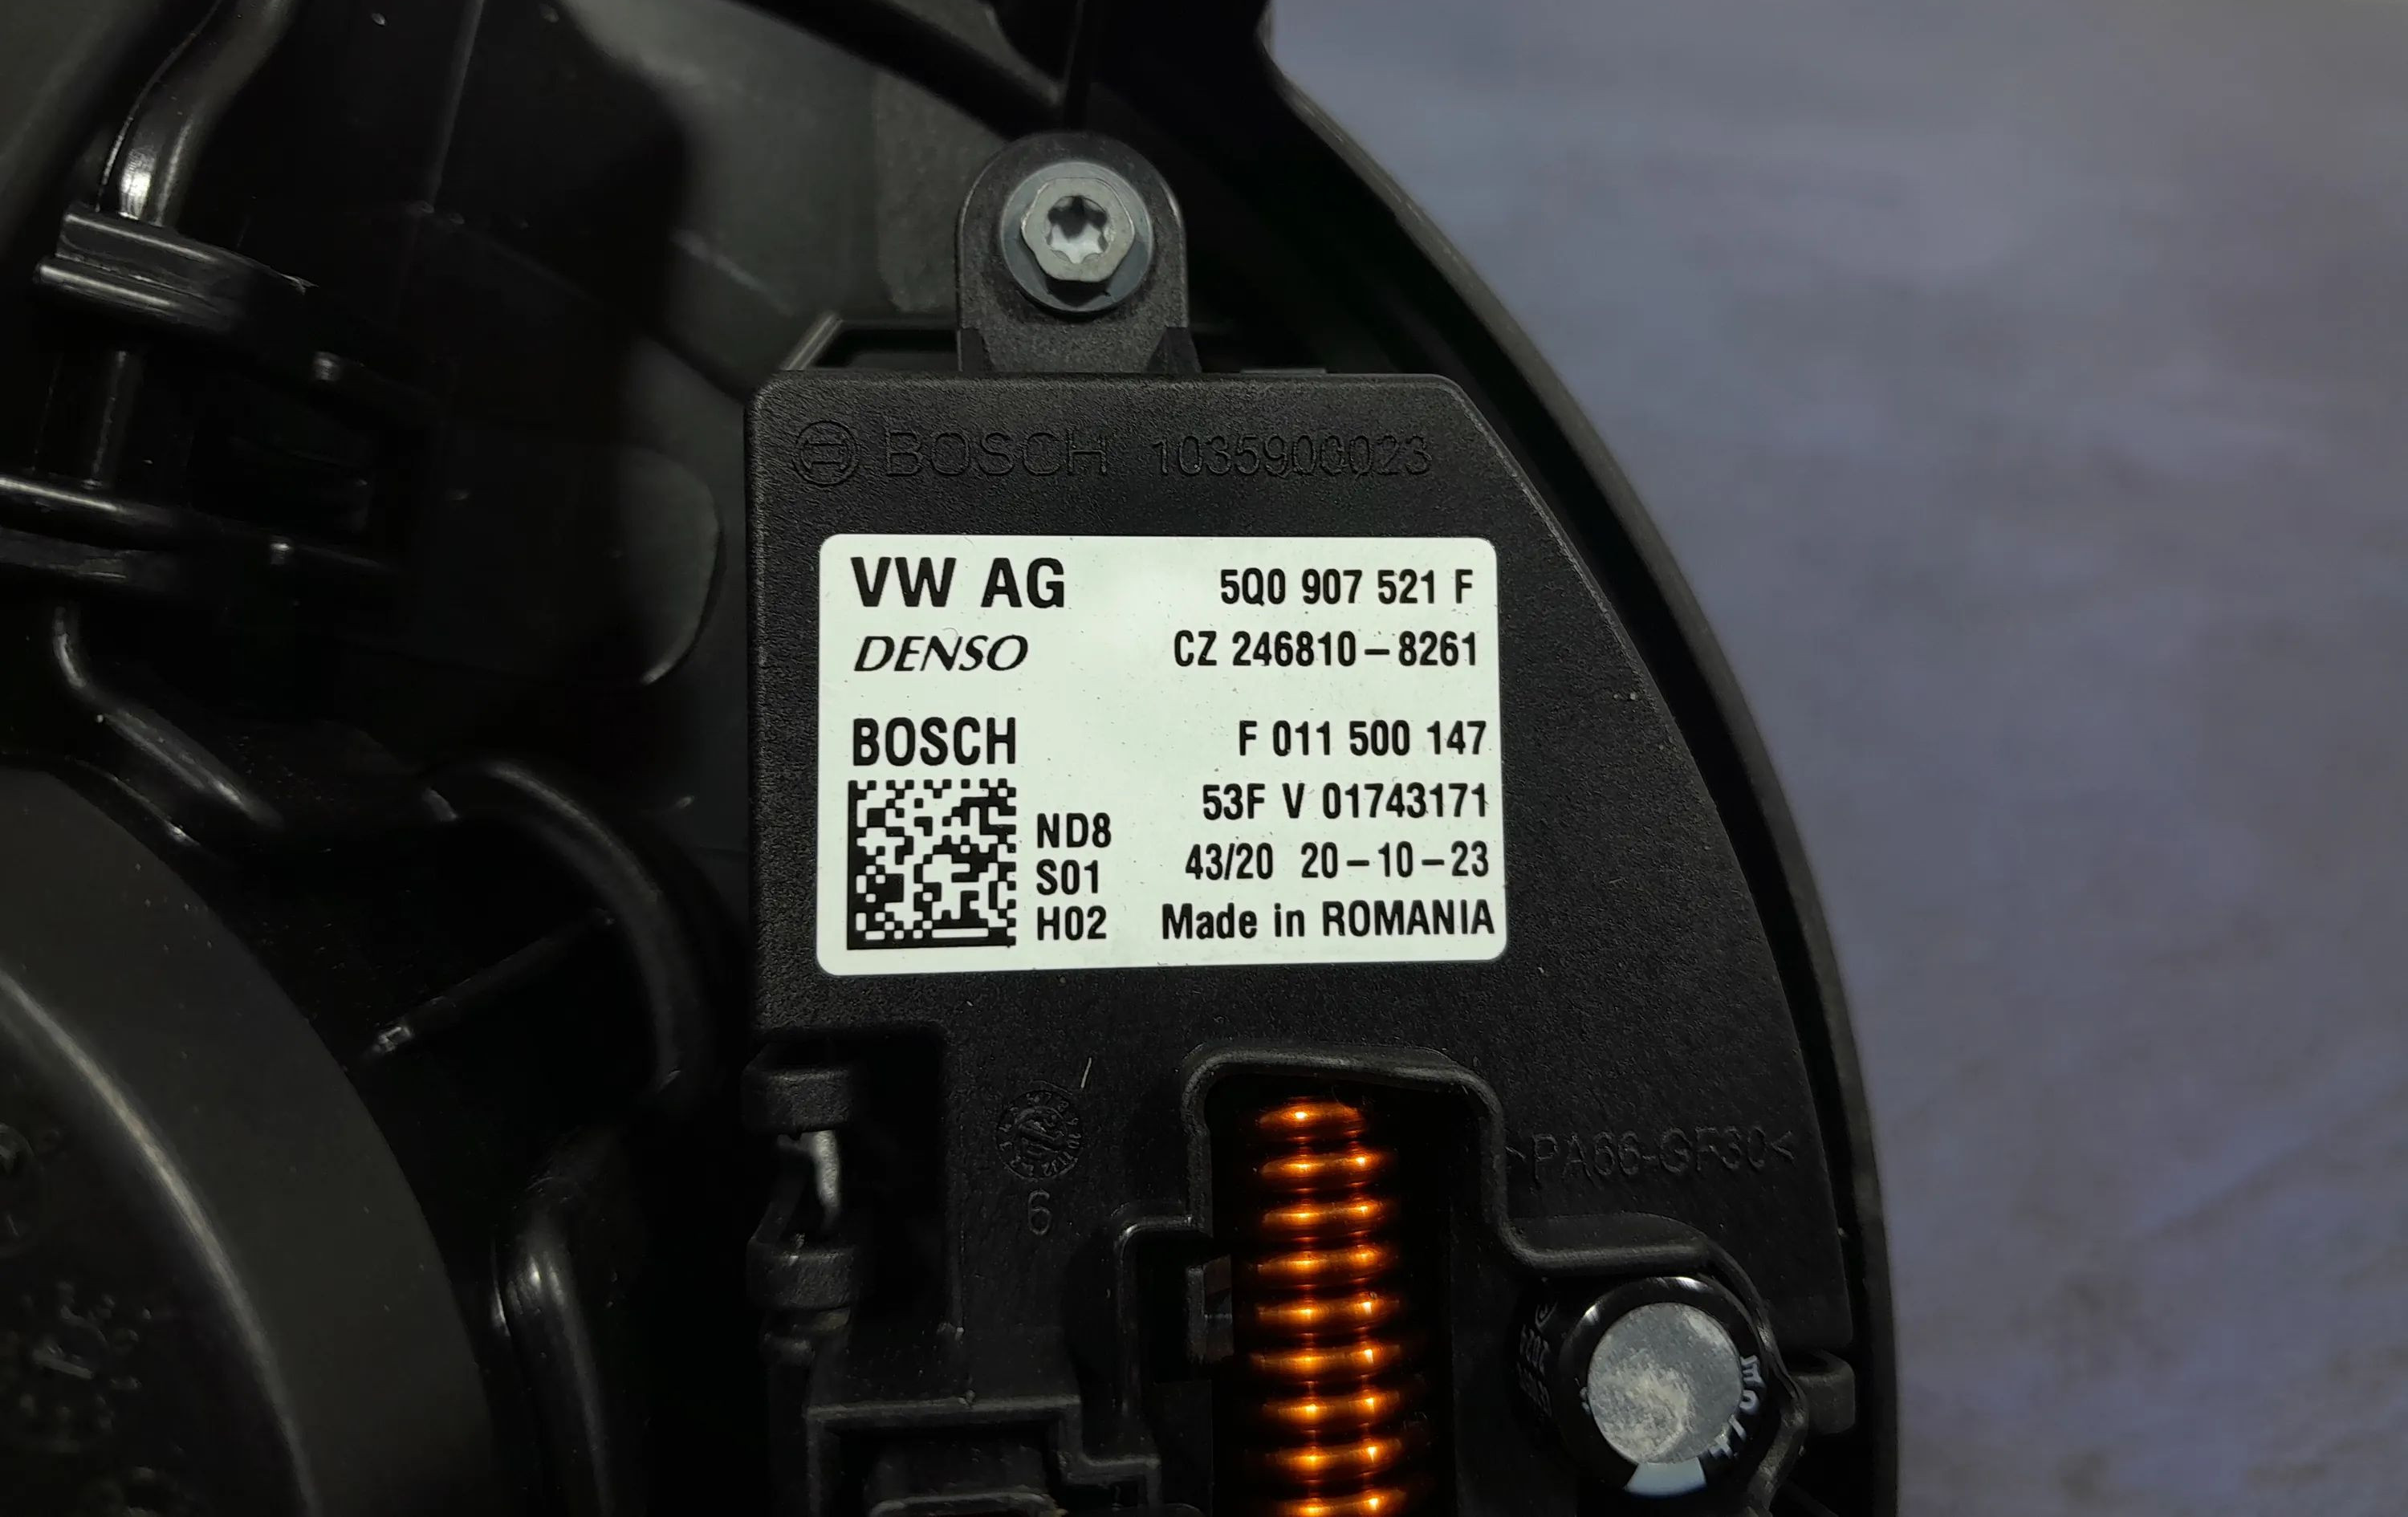 BOSCH 1035900023
VW AG 5Q0 907 521 F
DENSO CZ 246810-8261
BOSCH F 011 500 147
53F V 01743171
ND8
S01 43/20 20-10-23
H02 Made in ROMANIA
>PA66-GF30<
6